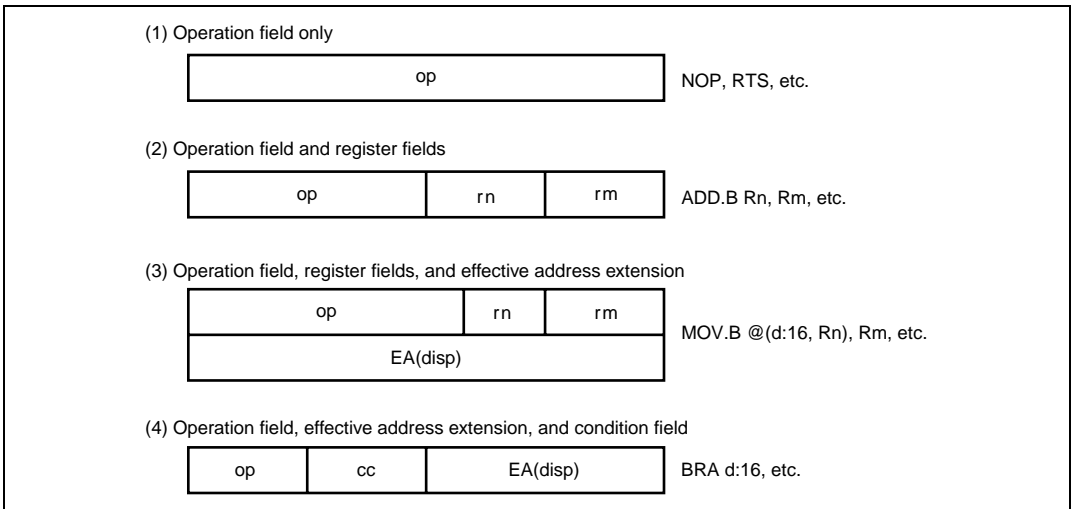 (1) Operation field only
op
NOP, RTS, etc.
(2) Operation field and register fields
op rn rm
ADD.B Rn, Rm, etc.
(3) Operation field, register fields, and effective address extension
op rn rm
EA(disp)
MOV.B @(d:16, Rn), Rm, etc.
(4) Operation field, effective address extension, and condition field
op cc EA(disp)
BRA d:16, etc.